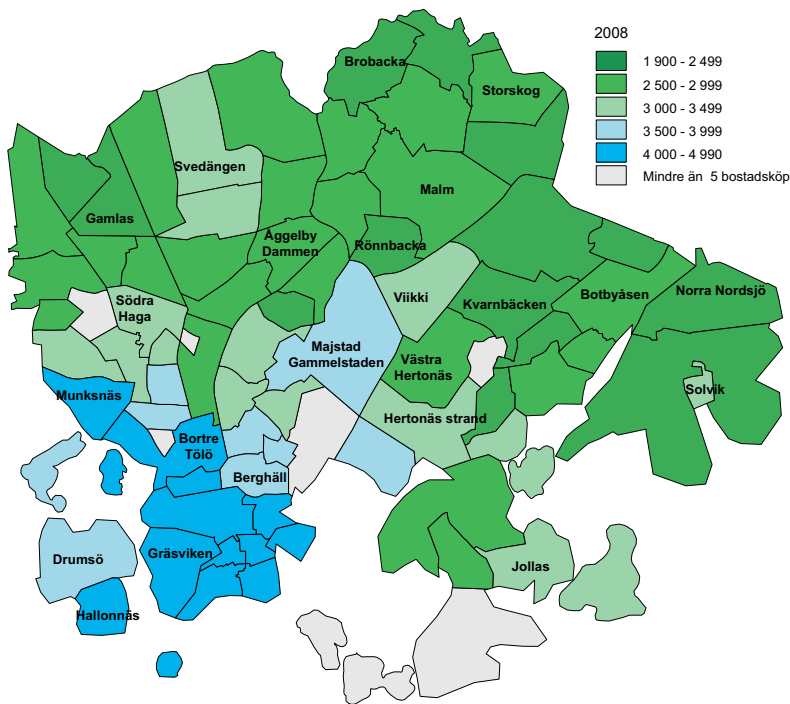 2008
1 900 - 2 499
2 500 - 2 999
3 000 - 3 499
3 500 - 3 999
4 000 - 4 990
Mindre än 5 bostadsköp
Brobacka
Storskog
Svedängen
Malm
Gamlas
Åggelby
Dammen
Rönnbacka
Viikki
Kvarnbäcken
Botbyåsen
Norra Nordsjö
Södra
Haga
Majstad
Gammelstaden
Västra
Hertonäs
Solvik
Munksnäs
Hertonäs strand
Bortre
Tölö
Berghäll
Drumsö
Gräsviken
Jollas
Hallonnäs